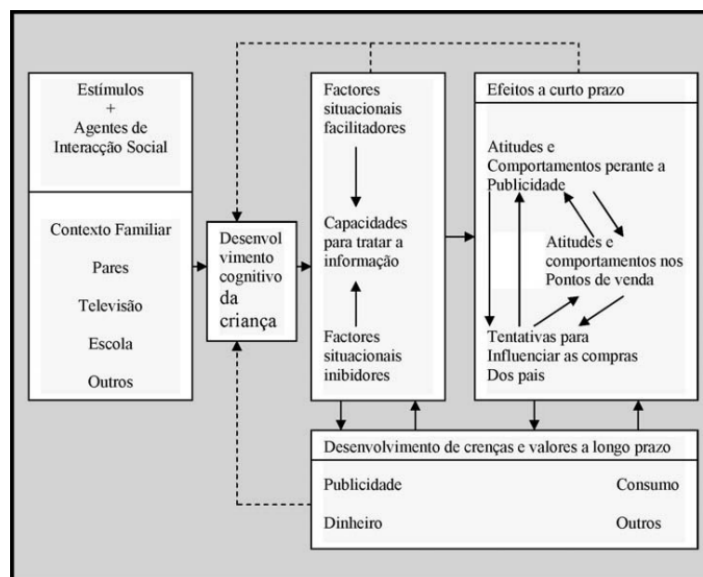 Estímulos
+
Agentes de
Interacção Social
Contexto Familiar
Pares
Televisão
Escola
Outros
Desenvol
vimento
cognitivo
da
criança
Factores
situacionais
facilitadores
Capacidades
para tratar a
informação
Factores
situacionais
inibidores
Efeitos a curto prazo
Atitudes e
Comportamentos perante a
Publicidade
Atitudes e
comportamentos nos
Pontos de venda
Tentativas para
Influenciar as compras
Dos pais
Desenvolvimento de crenças e valores a longo prazo
Publicidade
Consumo
Dinheiro
Outros